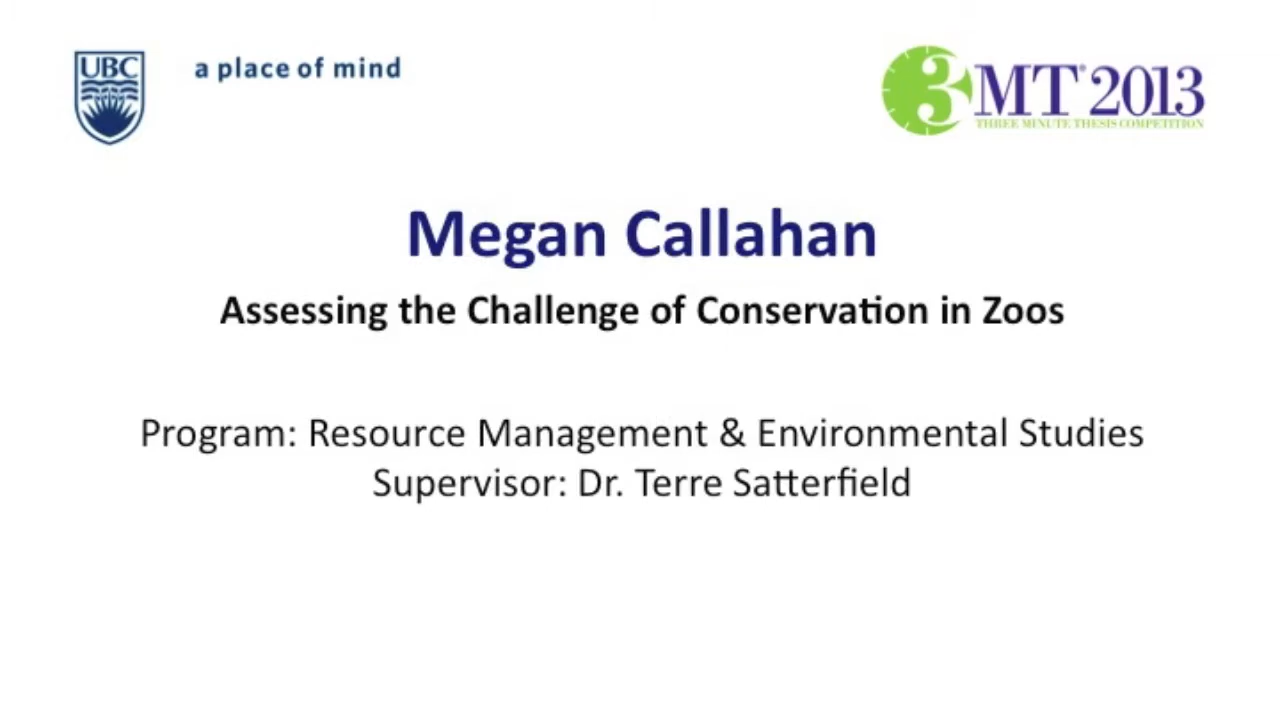 UBC
a place of mind
3MT® 2013
THREE MINUTE THESIS COMPETITION
Megan Callahan
Assessing the Challenge of Conservation in Zoos
Program: Resource Management & Environmental Studies
Supervisor: Dr. Terre Satterfield